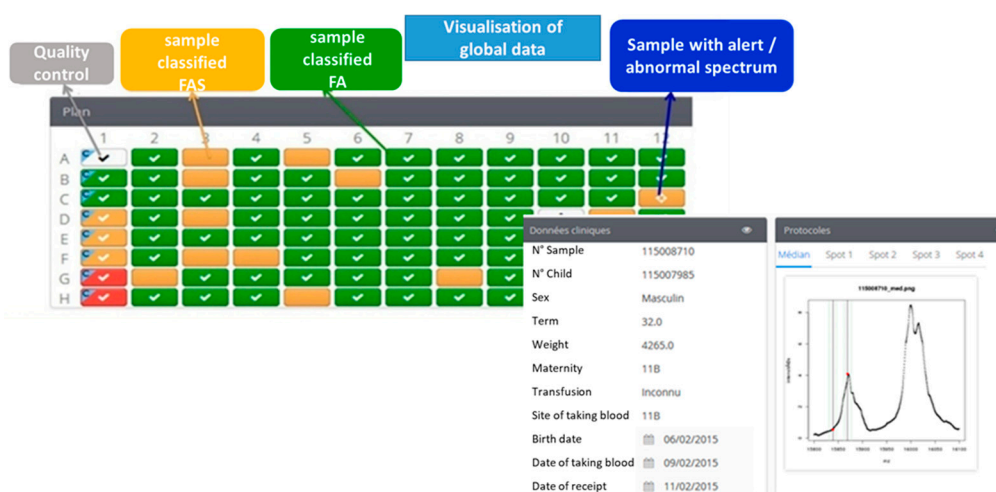 Visualisation of
global data
Quality
control
sample
classified
FAS
sample
classified
FA
Sample with alert /
abnormal spectrum
Plan
1 2 3 4 5 6 7 8 9 10 11 12
A
B
C
D
E
F
G
H
Données cliniques
N° Sample 115008710
N° Child 115007985
Sex Masculin
Term 32.0
Weight 4265.0
Maternity 11B
Transfusion Inconnu
Site of taking blood 11B
Birth date 06/02/2015
Date of taking blood 09/02/2015
Date of receipt 11/02/2015
Protocoles
Médian Spot 1 Spot 2 Spot 3 Spot 4
115008710_med.png